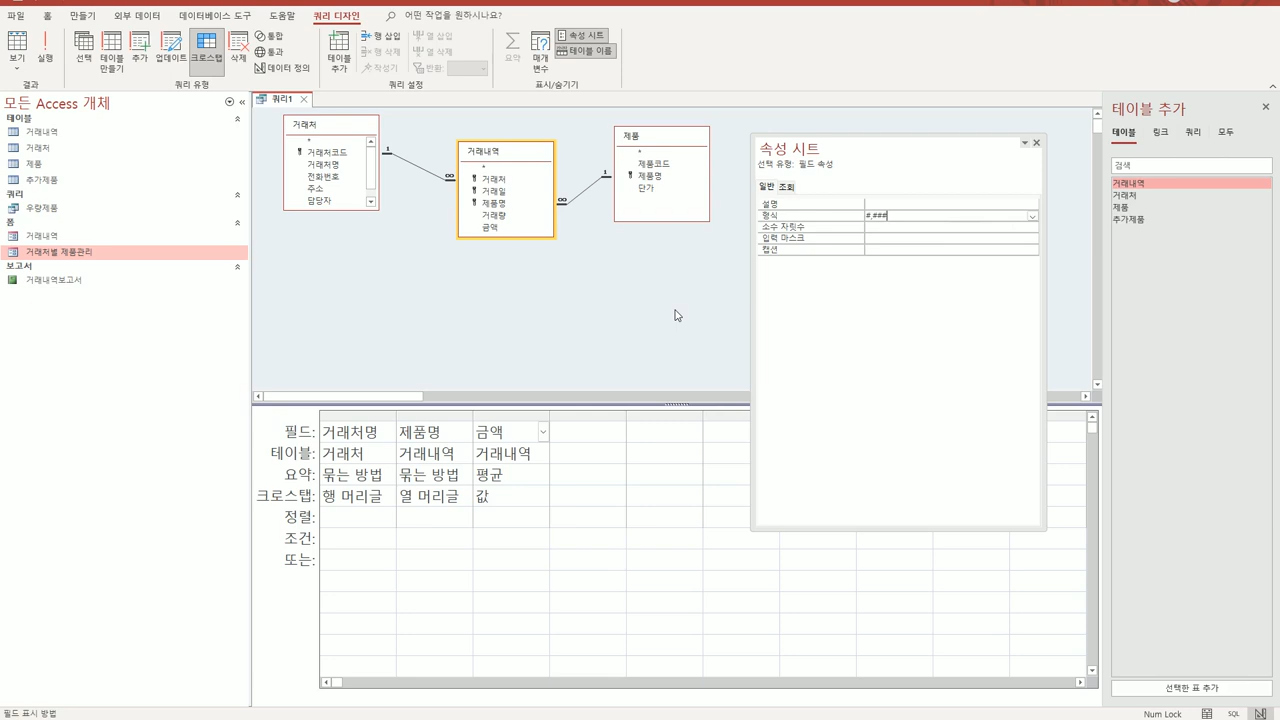 파일 홈 만들기 외부 데이터 데이터베이스 도구 도움말 쿼리 디자인 어떤 작업을 원하시나요?
보기 실행 선택 테이블 만들기 추가 업데이트 크로스탭 삭제 통합 통과 데이터 정의
테이블 추가 행 삽입 행 삭제 작성기 열 삽입 열 삭제 반환: 요약 매개 변수 속성 시트 테이블 이름
결과 쿼리 유형 쿼리 설정 표시/숨기기
모든 Access 개체
테이블
거래내역
거래처
제품
추가제품
쿼리
우량제품
폼
거래내역
거래처별 제품관리
보고서
거래내역보고서
쿼리1
거래처
*
거래처코드
거래처명
전화번호
주소
담당자
1
∞
거래내역
*
거래처
거래일
제품명
거래량
금액
∞
1
제품
*
제품코드
제품명
단가
속성 시트
선택 유형: 필드 속성
일반 조회
설명
형식 #,###
소수 자릿수
입력 마스크
캡션
필드: 거래처명 제품명 금액
테이블: 거래처 거래내역 거래내역
요약: 묶는 방법 묶는 방법 평균
크로스탭: 행 머리글 열 머리글 값
정렬:
조건:
또는:
테이블 추가
테이블 링크 쿼리 모두
검색
거래내역
거래처
제품
추가제품
선택한 표 추가
필드 표시 방법
Num Lock SQL